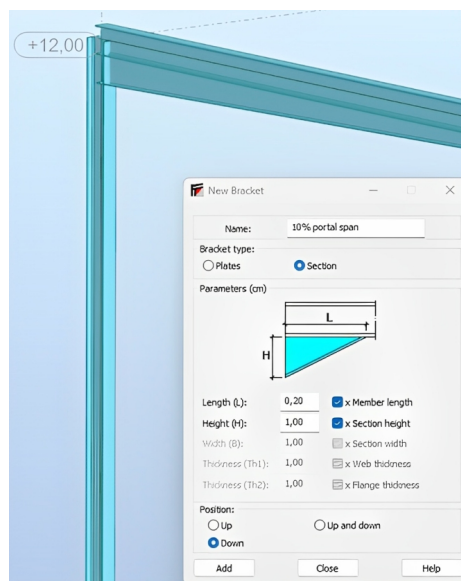 +12,00
New Bracket
Name: 10% portal span
Bracket type:
Plates Section
Parameters (cm)
L
H
Length (L): 0,20 x Member length
Height (H): 1,00 x Section height
Width (B): 1,00 x Section width
Thickness (Th1): 1,00 x Web thickness
Thickness (Th2): 1,00 x Flange thickness
Position:
Up Up and down
Down
Add Close Help